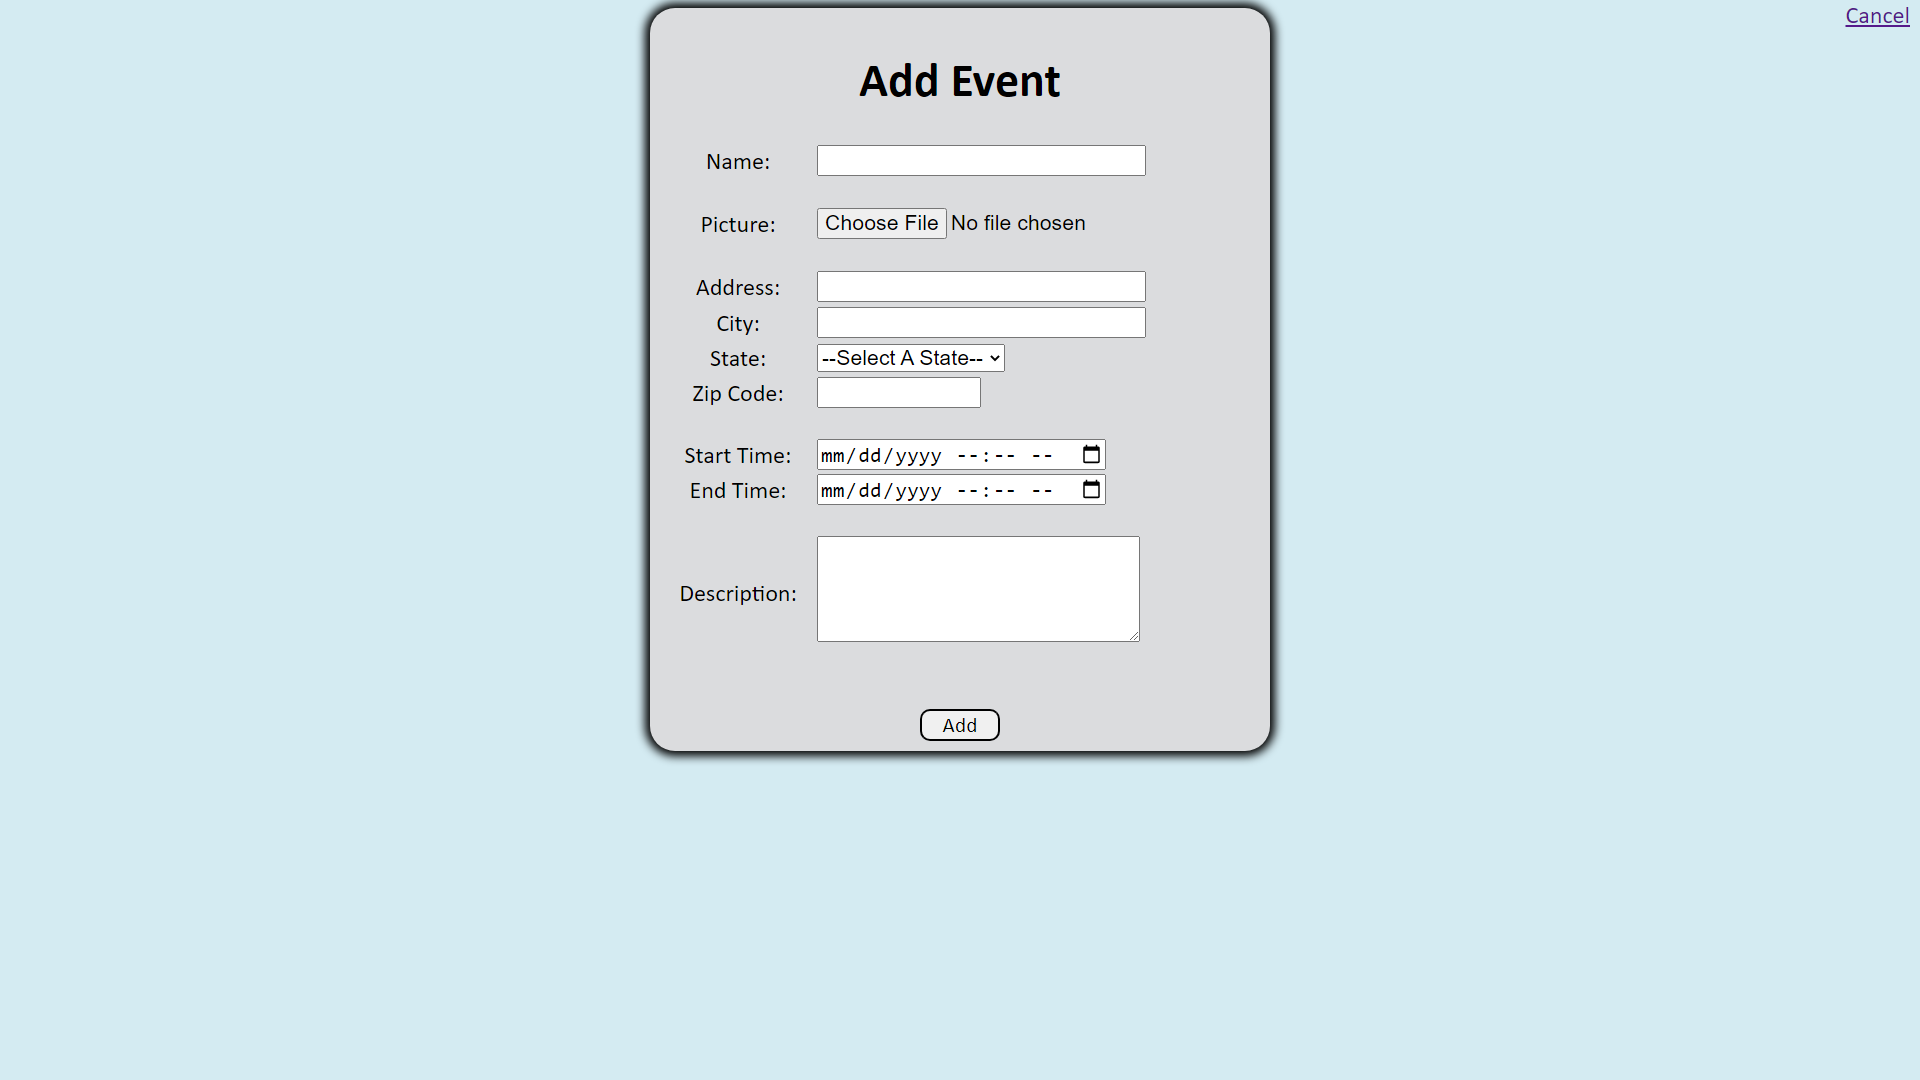 Cancel
Add Event
Name:
Picture: Choose File No file chosen
Address:
City:
State: --Select A State--
Zip Code:
Start Time: mm/dd/yyyy --:-- --
End Time: mm/dd/yyyy --:-- --
Description:
Add